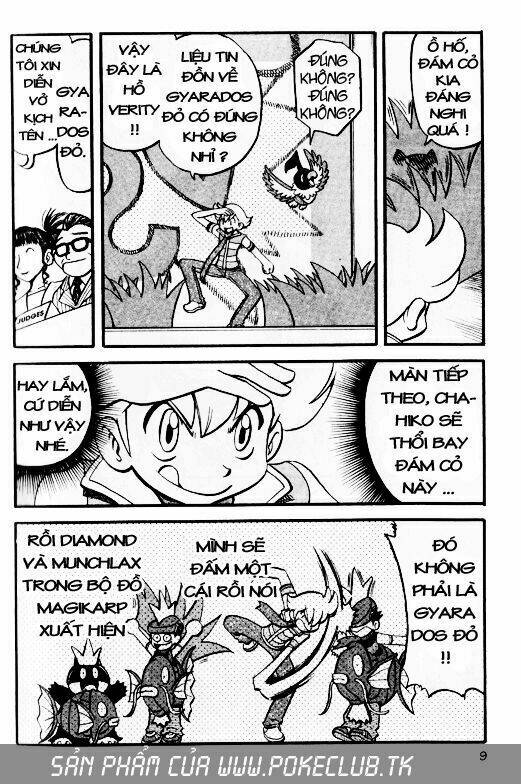 Ồ HỐ,
ĐÁM CỎ
KIA
ĐÁNG
NGHI
QUÁ !
ĐÚNG
KHÔNG?
ĐÚNG
KHÔNG?
LIỆU TIN
ĐỒN VỀ
GYARADOS
ĐỎ CÓ ĐÚNG
KHÔNG
NHỈ ?
VẬY
ĐÂY LÀ
HỒ
VERITY
!!
CHÚNG
TÔI XIN
DIỄN
VỞ
KỊCH
TÊN ...
GYA
RA-
DOS
ĐỎ.
JUDGES
MÀN TIẾP
THEO, CHA-
HIKO SẼ
THỔI BAY
ĐÁM CỎ
NÀY ...
HAY LẮM,
CỨ DIỄN
NHƯ VẬY
NHÉ.
ĐÓ
KHÔNG
PHẢI LÀ
GYARA
DOS ĐỎ
!!
MÌNH SẼ
ĐẤM MỘT
CÁI RỒI NÓI
RỒI DIAMOND
VÀ MUNCHLAX
TRONG BỘ ĐỒ
MAGIKARP
XUẤT HIỆN
9
SẢN PHẨM CỦA WWW.POKECLUB.TK